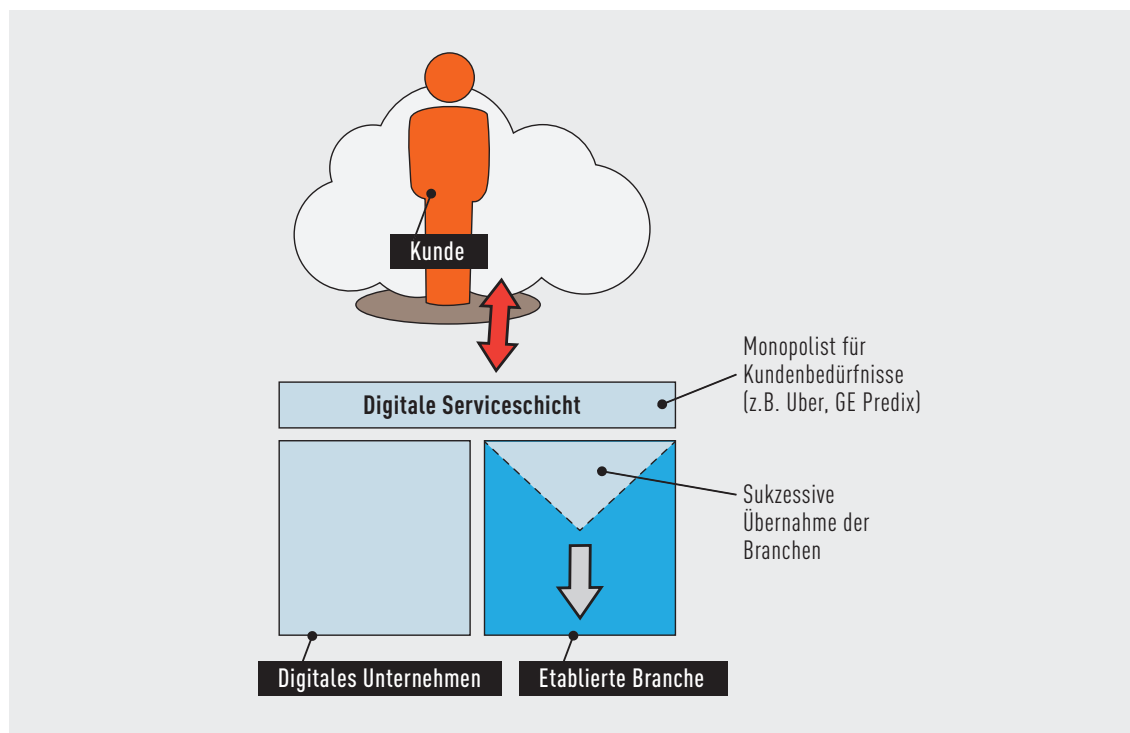 Kunde
Monopolist für
Kundenbedürfnisse
(z.B. Uber, GE Predix)
Digitale Serviceschicht
Sukzessive
Übernahme der
Branchen
Digitales Unternehmen
Etablierte Branche